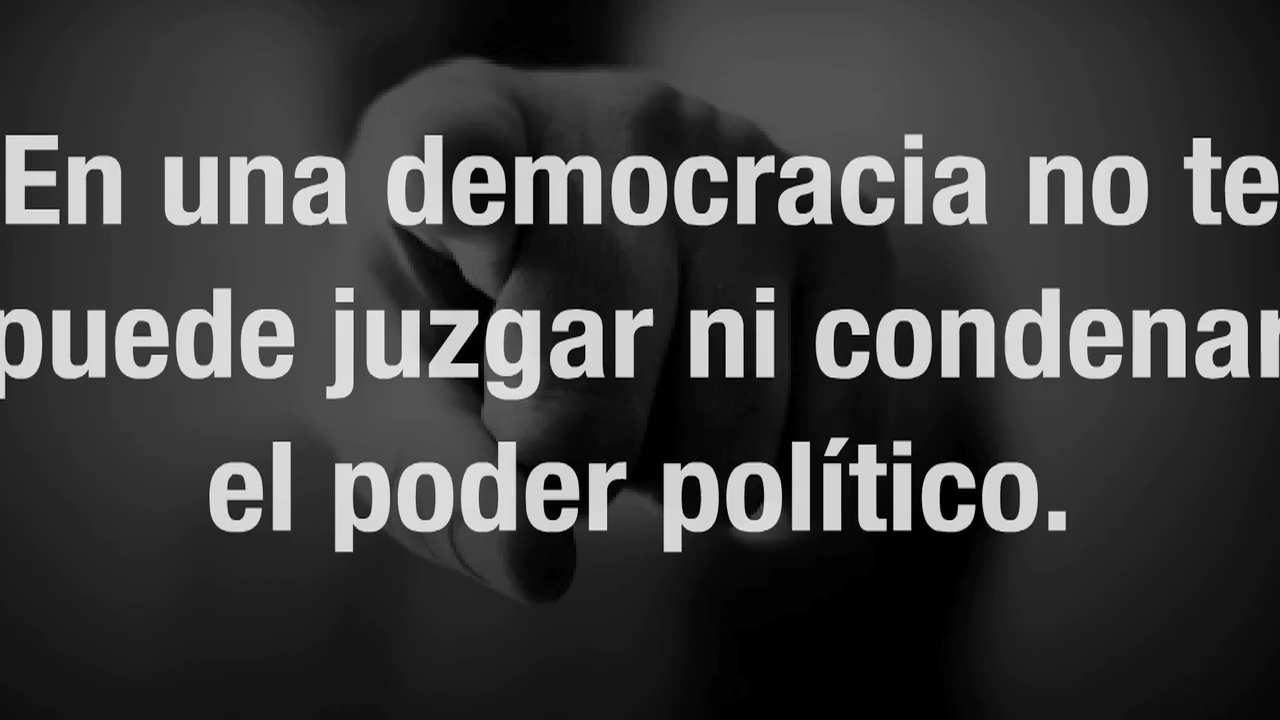 En una democracia no te
puede juzgar ni condenar
el poder político.